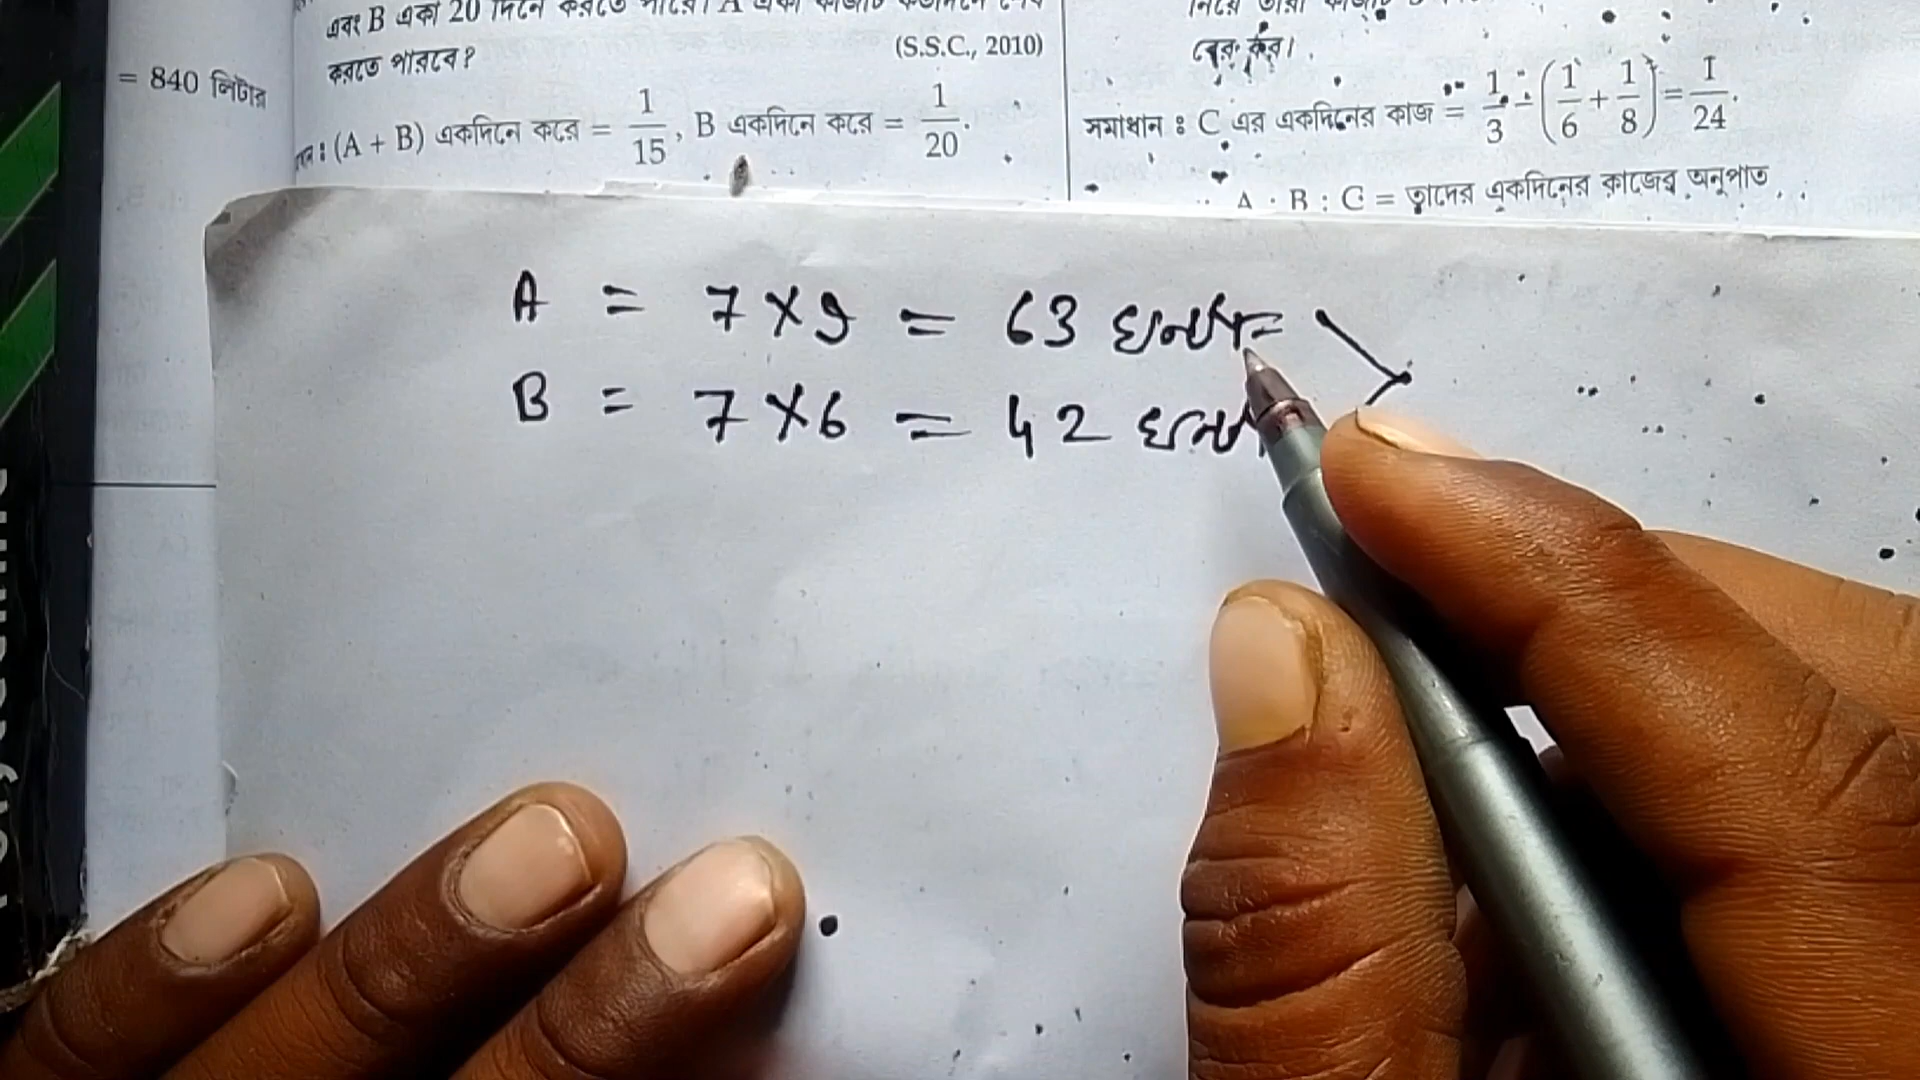 = 840 লিটার
এবং B একা 20 দিনে করতে পারে। A একা কাজটি কতদিনে শেষ
করতে পারবে?
(S.S.C., 2010)
ঃ (A + B) একদিনে করে = 1/15, B একদিনে করে = 1/20.
নিয়ে তারা
বের কর।
সমাধান ঃ C এর একদিনের কাজ = 1/3 − (1/6 + 1/8) = 1/24.
A : B : C = তাদের একদিনের কাজের অনুপাত
A = 7 X 9 = 63 ঘন্টা
B = 7 X 6 = 42 ঘন্টা